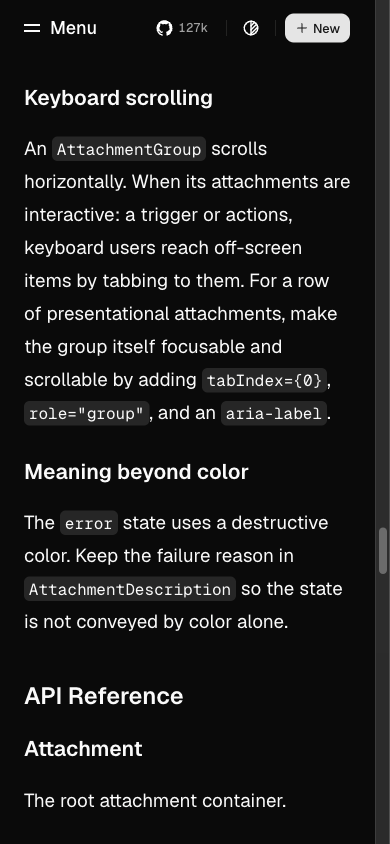 Menu 127k + New
Keyboard scrolling
An AttachmentGroup scrolls
horizontally. When its attachments are
interactive: a trigger or actions,
keyboard users reach off-screen
items by tabbing to them. For a row
of presentational attachments, make
the group itself focusable and
scrollable by adding tabIndex={0},
role="group", and an aria-label.
Meaning beyond color
The error state uses a destructive
color. Keep the failure reason in
AttachmentDescription so the state
is not conveyed by color alone.
API Reference
Attachment
The root attachment container.